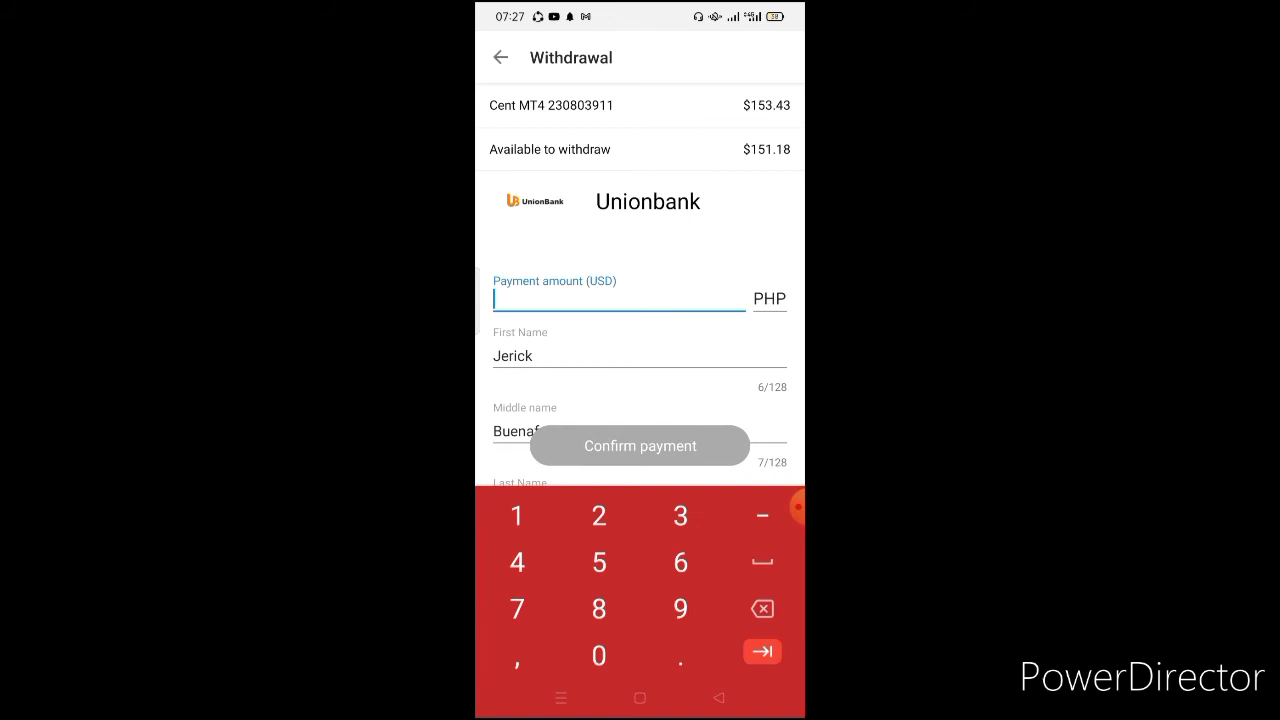 07:27
38
Withdrawal
Cent MT4 230803911 $153.43
Available to withdraw $151.18
UB UnionBank Unionbank
Payment amount (USD)
PHP
First Name
Jerick
6/128
Middle name
Confirm payment
7/128
Last Name
1 2 3 -
4 5 6
7 8 9
, 0 .
PowerDirector